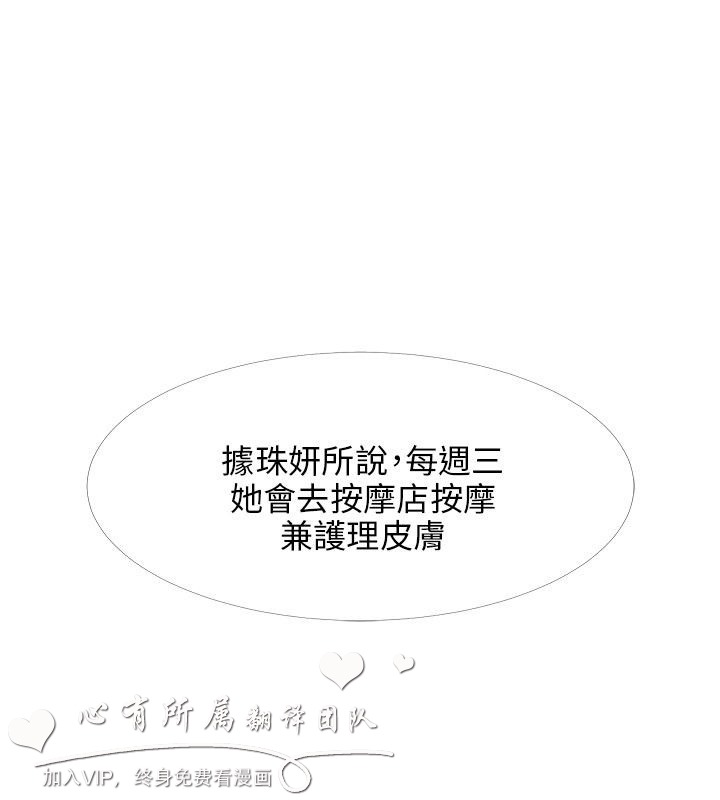 據珠妍所說，每週三
她會去按摩店按摩
兼護理皮膚
心有所属翻译团队
加入VIP，终身免费看漫画